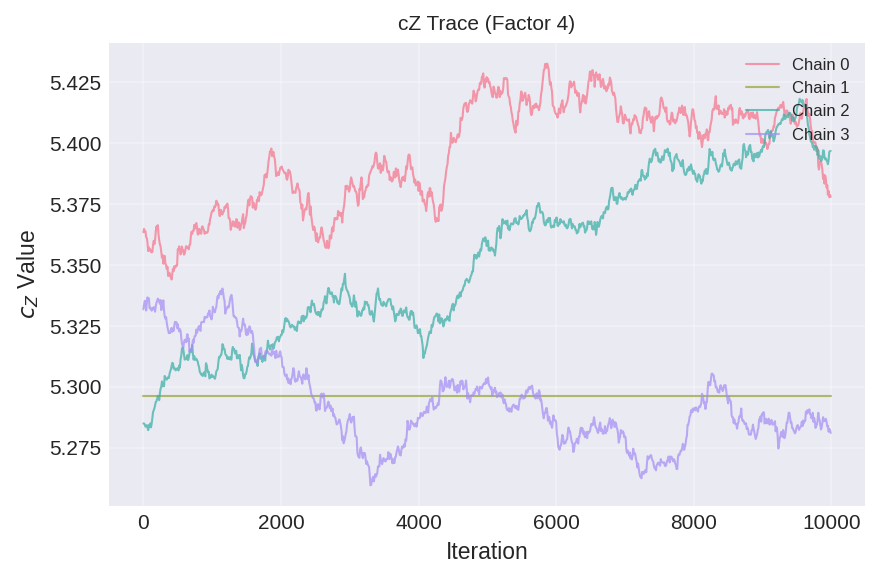 cZ Trace (Factor 4)
Chain 0
Chain 1
Chain 2
Chain 3
5.425
5.400
5.375
5.350
5.325
5.300
5.275
cZ Value
0 2000 4000 6000 8000 10000
Iteration